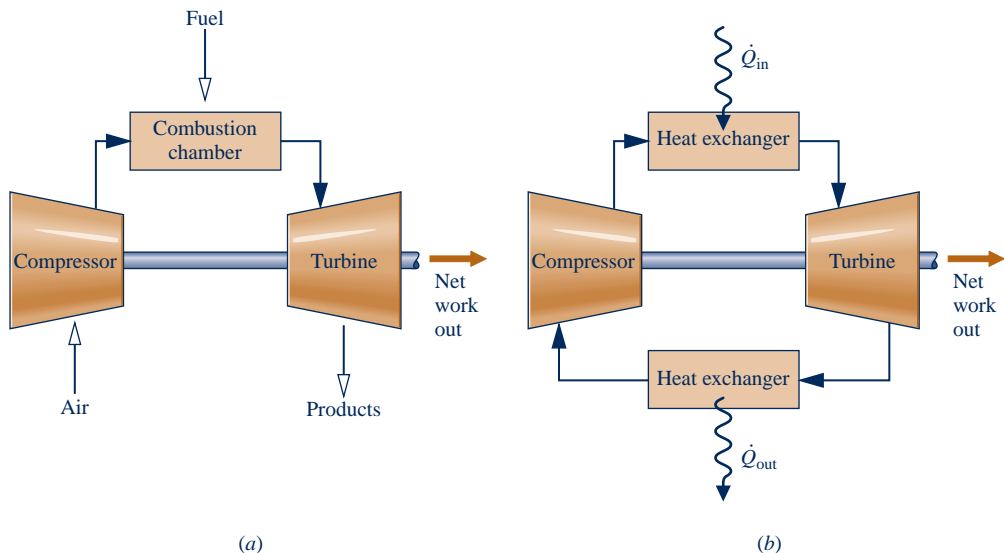 Fuel
Combustion
chamber
Compressor
Turbine
Net
work
out
Air
Products
(a)
Q̇in
Heat exchanger
Compressor
Turbine
Net
work
out
Heat exchanger
Q̇out
(b)